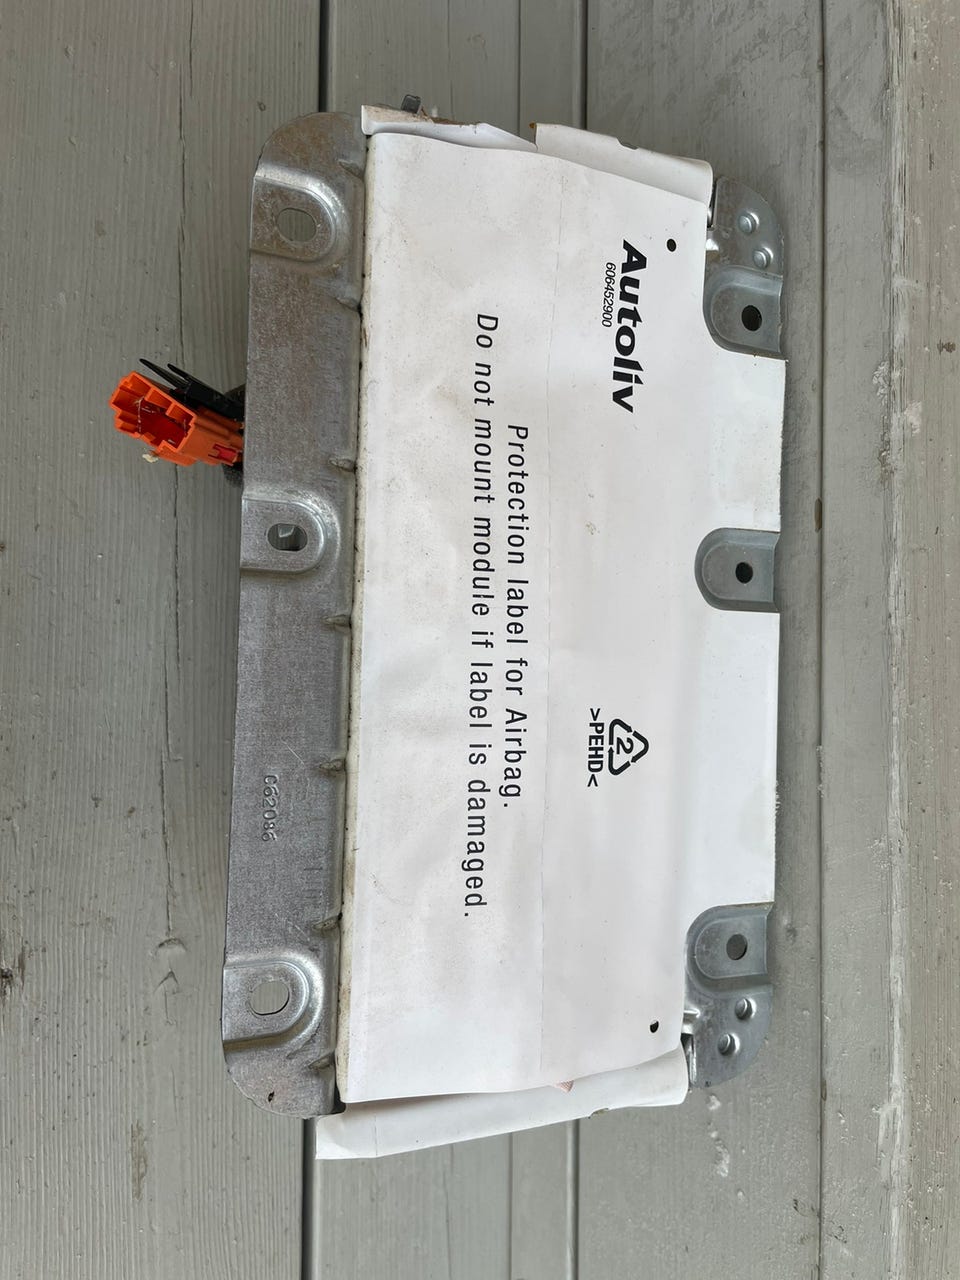 Autoliv
606452900
2
>PEHD<
Protection label for Airbag.
Do not mount module if label is damaged.
C62086